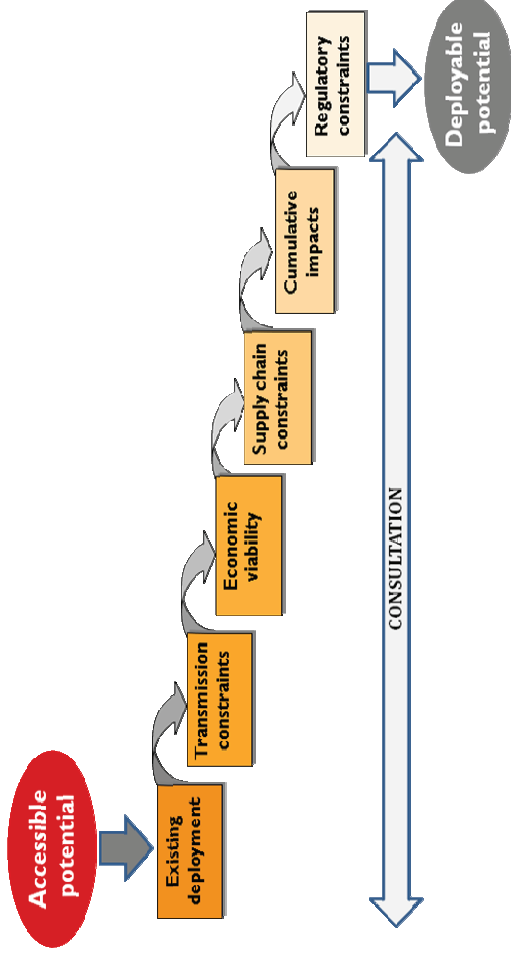 Accessible
potential
Existing
deployment
Transmission
constraints
Economic
viability
Supply chain
constraints
Cumulative
impacts
Regulatory
constraints
Deployable
potential
CONSULTATION